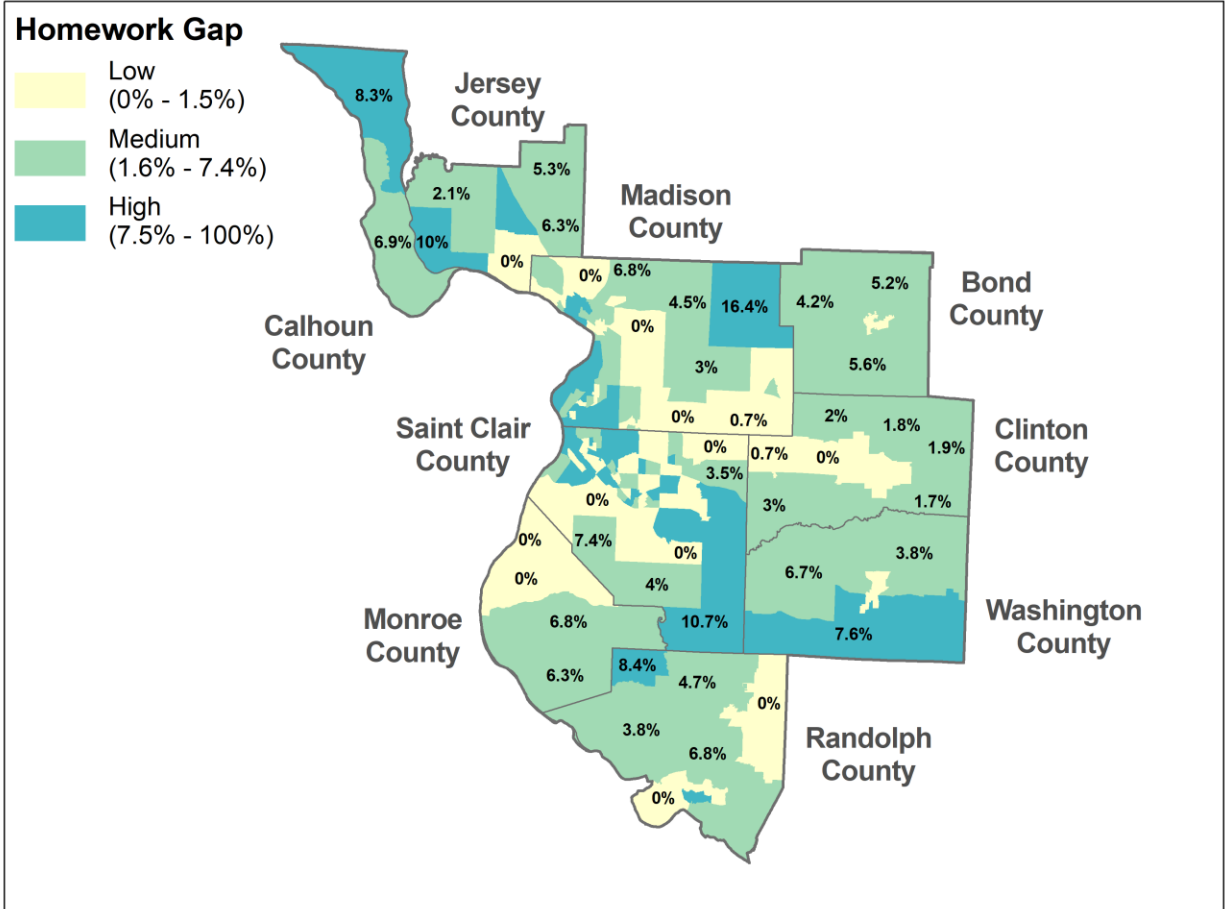 Homework Gap
Low
(0% - 1.5%)
Medium
(1.6% - 7.4%)
High
(7.5% - 100%)
8.3%
Jersey
County
5.3%
2.1%
6.3%
6.9%
10%
0%
Madison
County
0%
6.8%
4.5%
16.4%
0%
3%
0%
0.7%
Bond
County
5.2%
4.2%
5.6%
Calhoun
County
Saint Clair
County
0%
3.5%
0%
7.4%
0%
4%
10.7%
Clinton
County
2%
1.8%
1.9%
0.7%
0%
3%
1.7%
3.8%
6.7%
7.6%
Washington
County
Monroe
County
0%
0%
6.8%
6.3%
8.4%
4.7%
0%
3.8%
6.8%
0%
Randolph
County